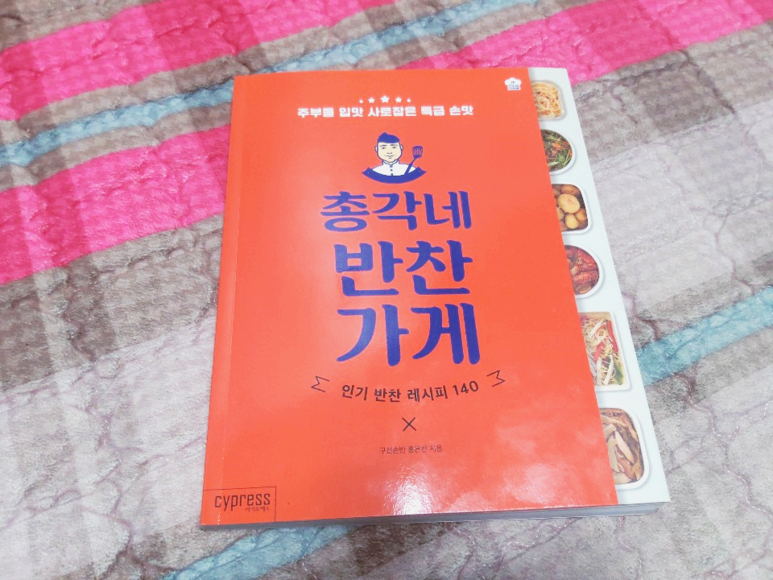 주부들 입맛 사로잡은 특급 손맛
총각네
반찬
가게
인기 반찬 레시피 140
cypress